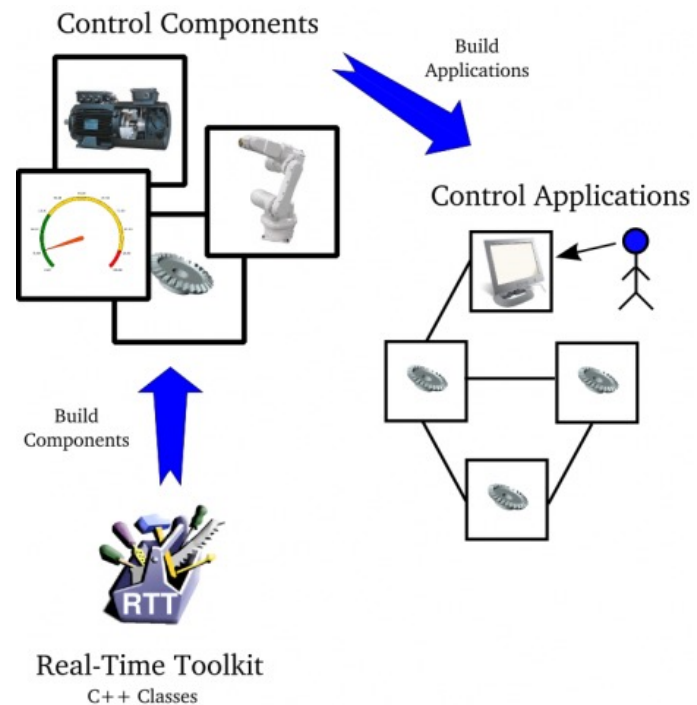 Control Components
Build
Applications
Control Applications
Build
Components
RTT
Real-Time Toolkit
C++ Classes